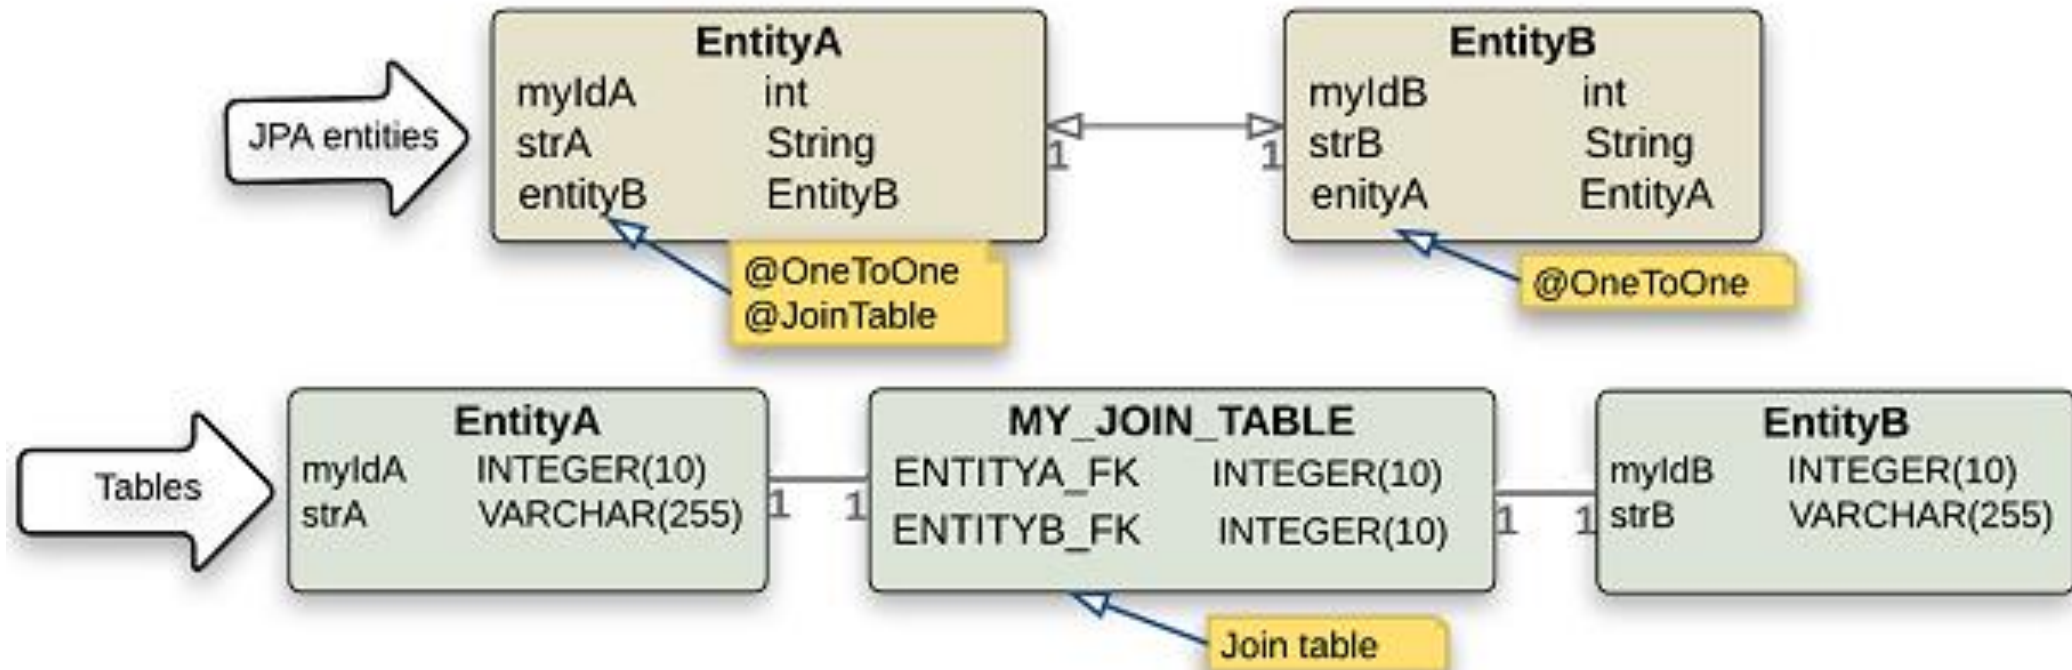 JPA entities
EntityA
myIdA int
strA String
entityB EntityB
@OneToOne
@JoinTable
1 1
EntityB
myIdB int
strB String
enityA EntityA
@OneToOne
Tables
EntityA
myIdA INTEGER(10)
strA VARCHAR(255)
1 1
MY_JOIN_TABLE
ENTITYA_FK INTEGER(10)
ENTITYB_FK INTEGER(10)
Join table
1 1
EntityB
myIdB INTEGER(10)
strB VARCHAR(255)